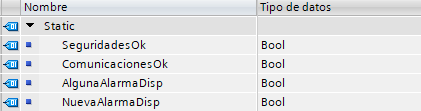 Nombre Tipo de datos
Static
SeguridadesOk Bool
ComunicacionesOk Bool
AlgunaAlarmaDisp Bool
NuevaAlarmaDisp Bool